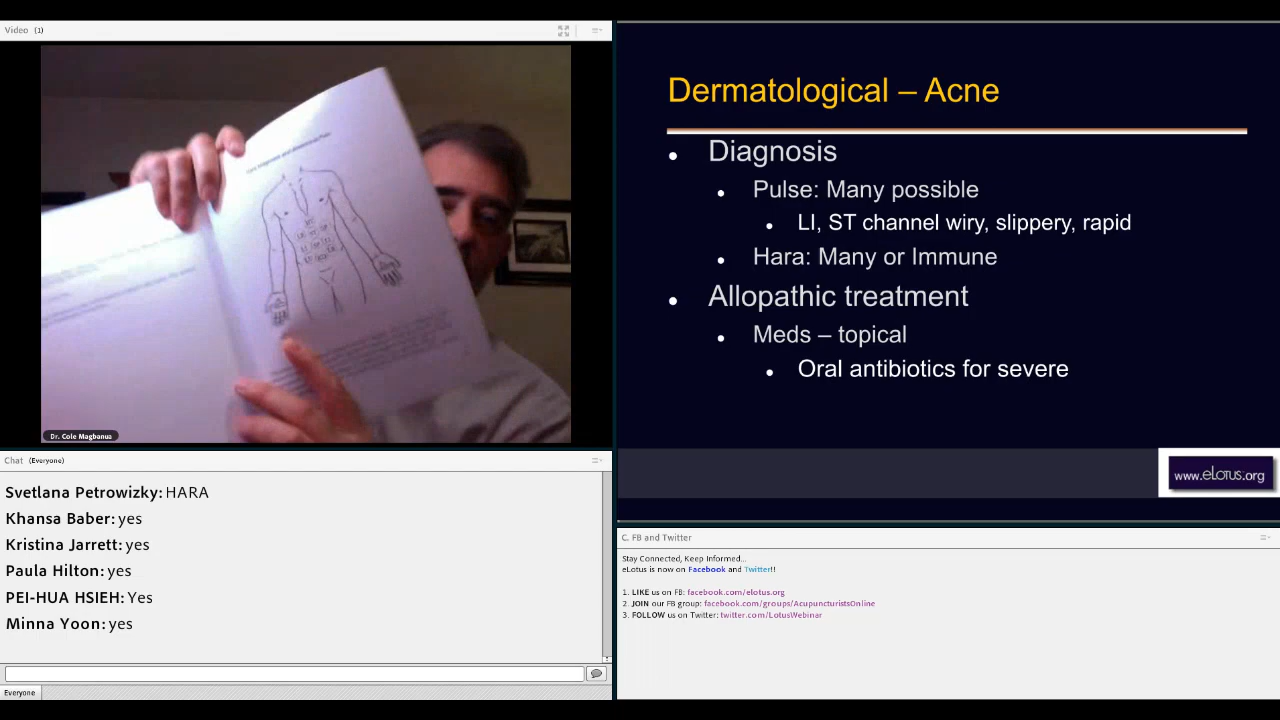 Video (1)
Dr. Cole Magbanua
Chat (Everyone)
Svetlana Petrowizky: HARA
Khansa Baber: yes
Kristina Jarrett: yes
Paula Hilton: yes
PEI-HUA HSIEH: Yes
Minna Yoon: yes
Everyone
Dermatological – Acne
• Diagnosis
• Pulse: Many possible
• LI, ST channel wiry, slippery, rapid
• Hara: Many or Immune
• Allopathic treatment
• Meds – topical
• Oral antibiotics for severe
www.eLotus.org
C. FB and Twitter
Stay Connected, Keep Informed...
eLotus is now on Facebook and Twitter!!
1. LIKE us on FB: facebook.com/elotus.org
2. JOIN our FB group: facebook.com/groups/AcupuncturistsOnline
3. FOLLOW us on Twitter: twitter.com/LotusWebinar